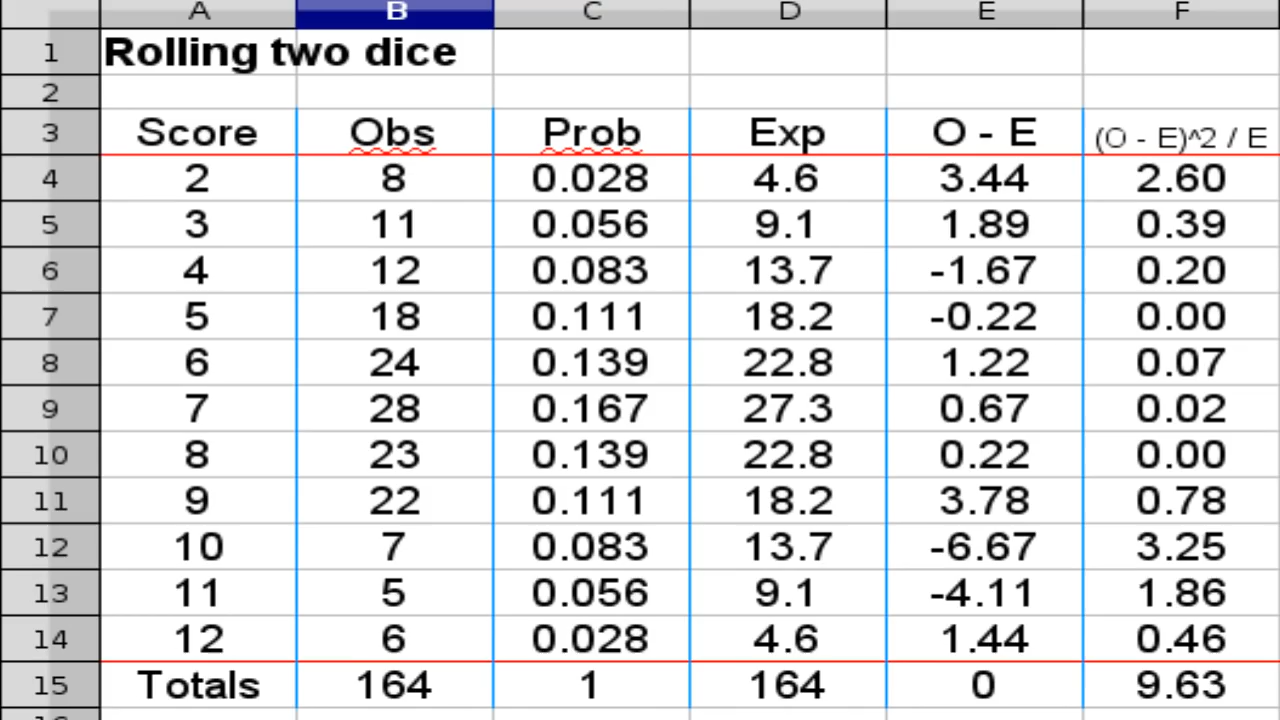 A B C D E F
1 Rolling two dice
2
3 Score Obs Prob Exp O - E (O - E)^2 / E
4 2 8 0.028 4.6 3.44 2.60
5 3 11 0.056 9.1 1.89 0.39
6 4 12 0.083 13.7 -1.67 0.20
7 5 18 0.111 18.2 -0.22 0.00
8 6 24 0.139 22.8 1.22 0.07
9 7 28 0.167 27.3 0.67 0.02
10 8 23 0.139 22.8 0.22 0.00
11 9 22 0.111 18.2 3.78 0.78
12 10 7 0.083 13.7 -6.67 3.25
13 11 5 0.056 9.1 -4.11 1.86
14 12 6 0.028 4.6 1.44 0.46
15 Totals 164 1 164 0 9.63